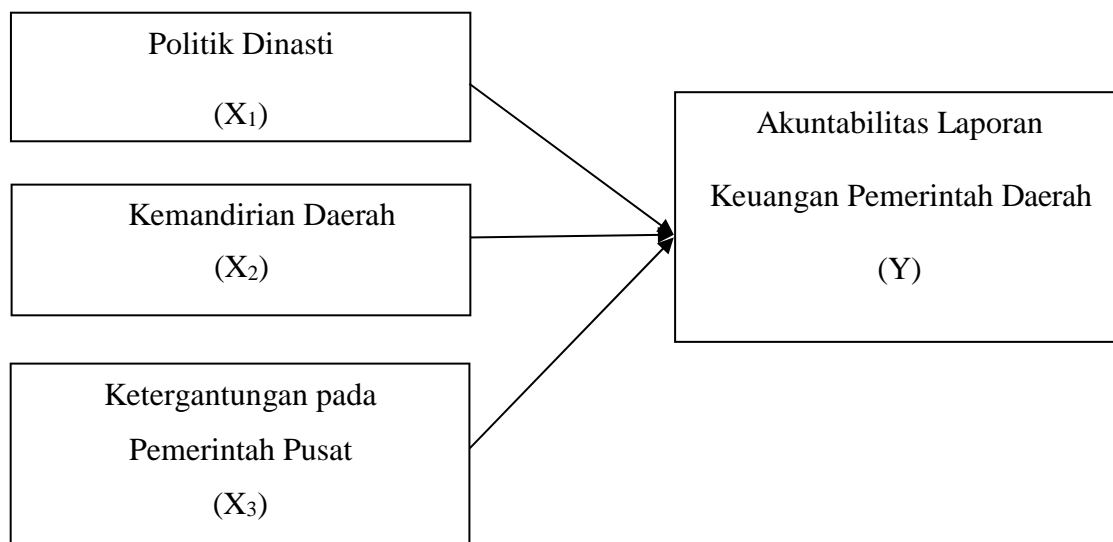 Politik Dinasti
(X₁)
Kemandirian Daerah
(X₂)
Ketergantungan pada
Pemerintah Pusat
(X₃)
Akuntabilitas Laporan
Keuangan Pemerintah Daerah
(Y)